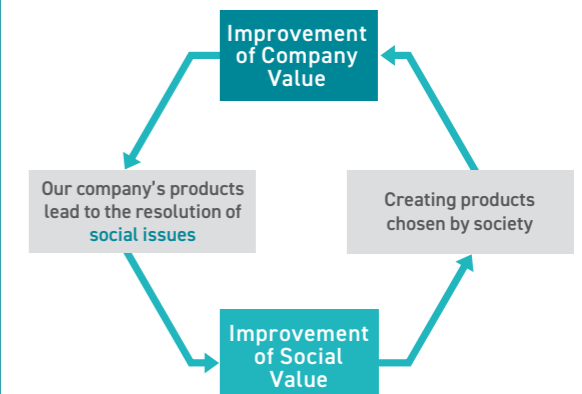 Improvement
of Company
Value
Our company's products
lead to the resolution of
social issues
Creating products
chosen by society
Improvement
of Social
Value